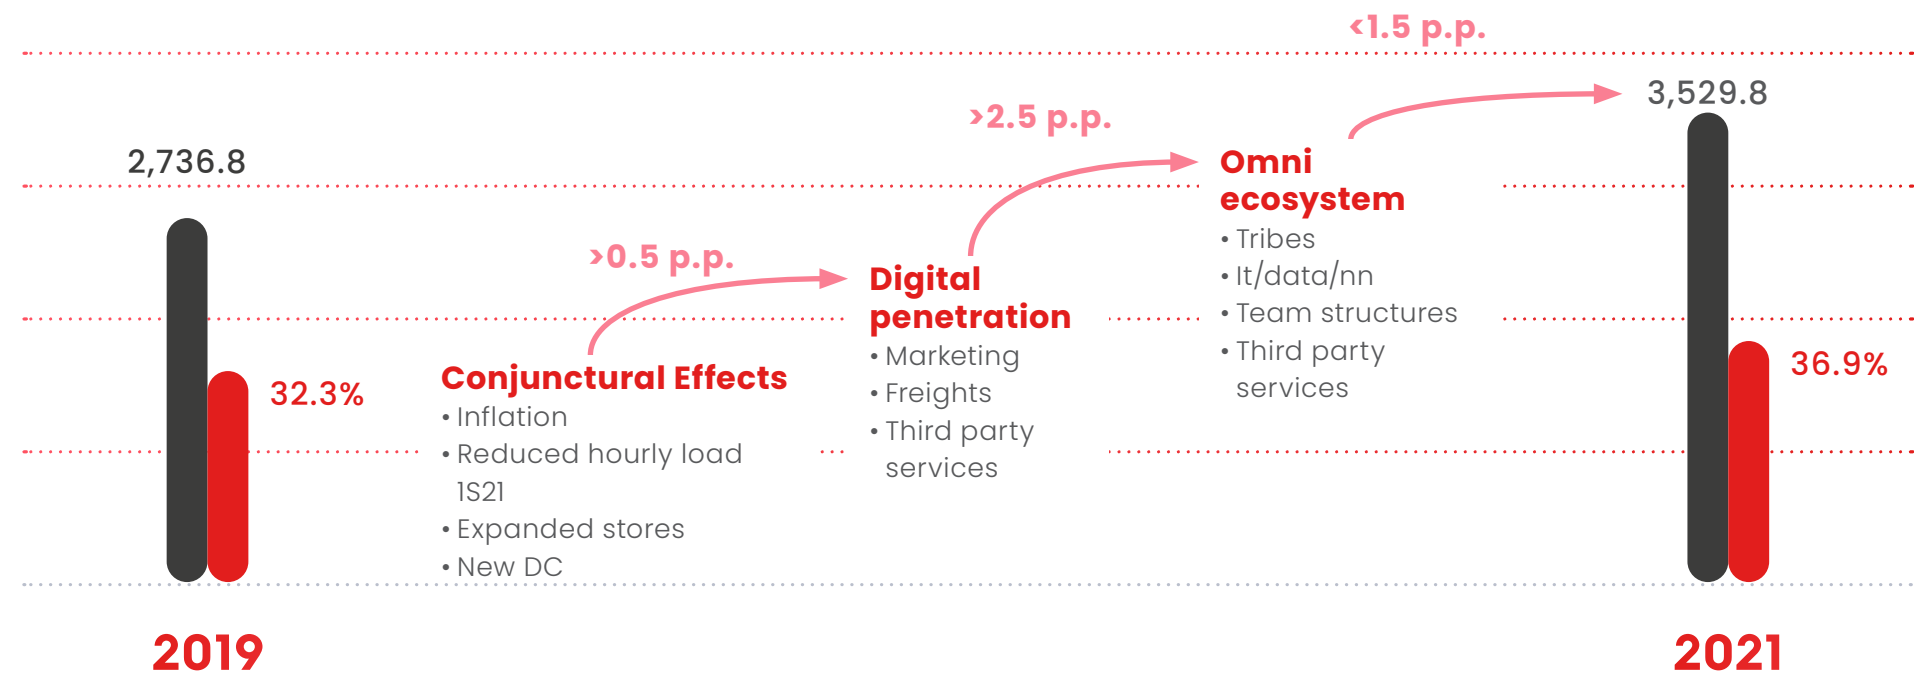 <1.5 p.p.
3,529.8
>2.5 p.p.
2,736.8
Omni
ecosystem
• Tribes
• It/data/nn
• Team structures
• Third party
services
>0.5 p.p.
Digital
penetration
• Marketing
• Freights
• Third party
services
Conjunctural Effects
• Inflation
• Reduced hourly load
1S21
• Expanded stores
• New DC
32.3%
36.9%
2019
2021